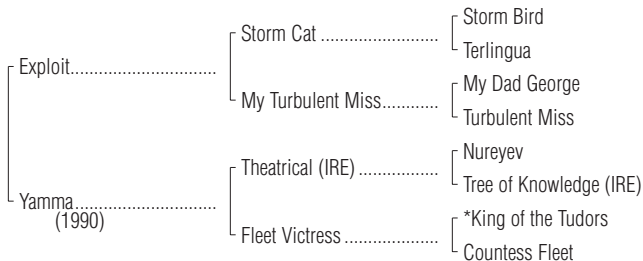 Storm Bird
Storm Cat ........................
Terlingua
Exploit..............................
My Dad George
My Turbulent Miss...........
Turbulent Miss
Nureyev
Theatrical (IRE) ................
Tree of Knowledge (IRE)
Yamma.............................
(1990)
*King of the Tudors
Fleet Victress ...................
Countess Fleet